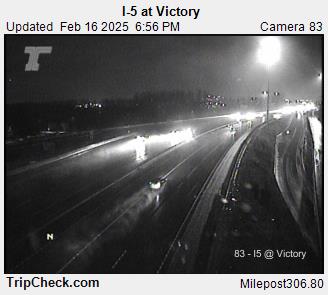 I-5 at Victory
Updated Feb 16 2025 6:56 PM Camera 83
N
83 - I5 @ Victory
TripCheck.com Milepost306.80